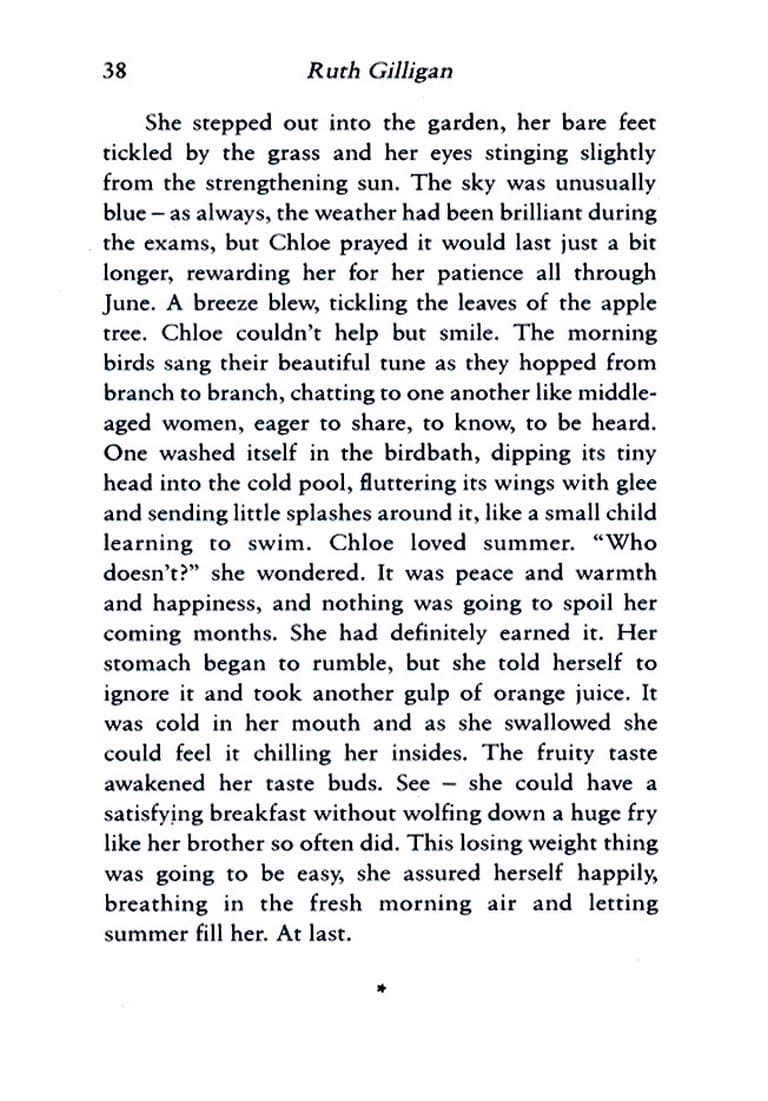 38 Ruth Gilligan
She stepped out into the garden, her bare feet
tickled by the grass and her eyes stinging slightly
from the strengthening sun. The sky was unusually
blue – as always, the weather had been brilliant during
the exams, but Chloe prayed it would last just a bit
longer, rewarding her for her patience all through
June. A breeze blew, tickling the leaves of the apple
tree. Chloe couldn't help but smile. The morning
birds sang their beautiful tune as they hopped from
branch to branch, chatting to one another like middle-
aged women, eager to share, to know, to be heard.
One washed itself in the birdbath, dipping its tiny
head into the cold pool, fluttering its wings with glee
and sending little splashes around it, like a small child
learning to swim. Chloe loved summer. “Who
doesn't?” she wondered. It was peace and warmth
and happiness, and nothing was going to spoil her
coming months. She had definitely earned it. Her
stomach began to rumble, but she told herself to
ignore it and took another gulp of orange juice. It
was cold in her mouth and as she swallowed she
could feel it chilling her insides. The fruity taste
awakened her taste buds. See – she could have a
satisfying breakfast without wolfing down a huge fry
like her brother so often did. This losing weight thing
was going to be easy, she assured herself happily,
breathing in the fresh morning air and letting
summer fill her. At last.
*